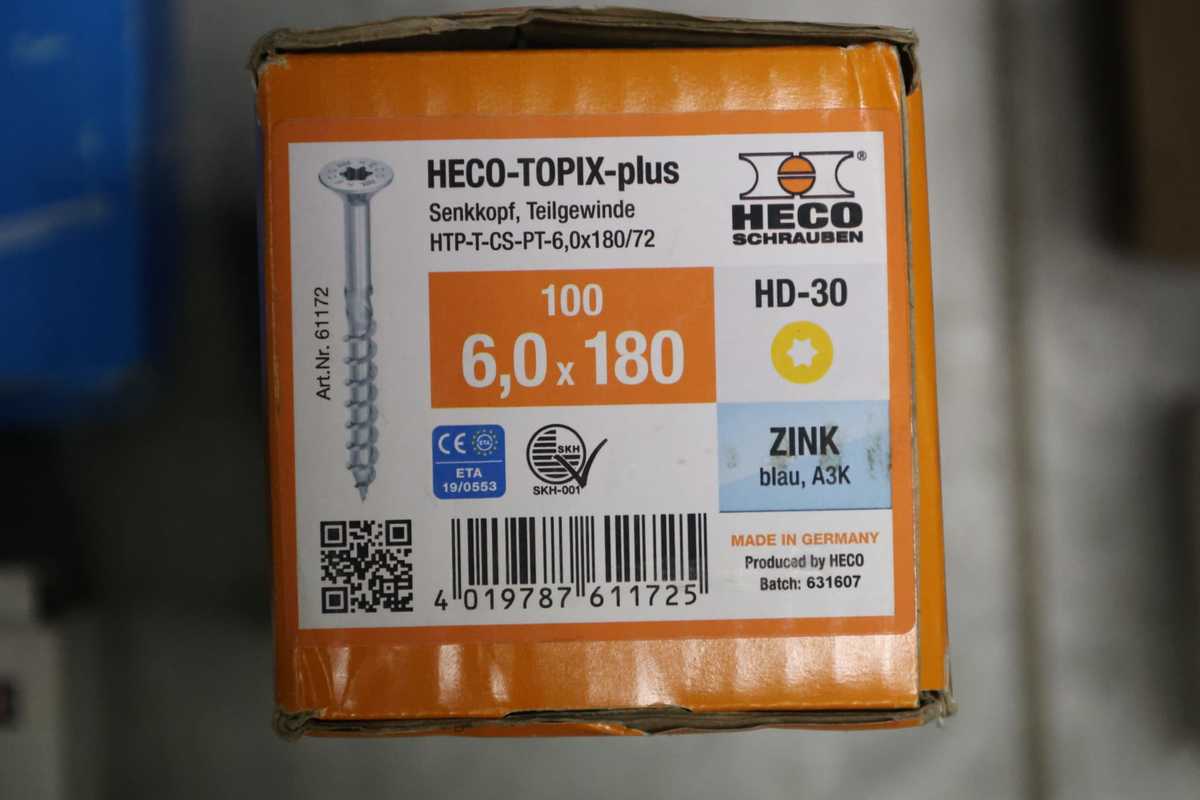 HECO-TOPIX-plus
Senkkopf, Teilgewinde
HTP-T-CS-PT-6,0x180/72
HECO®
SCHRAUBEN
Art.Nr. 61172
100
6,0 x 180
HD-30
CE ETA
ETA
19/0553
SKH
SKH-001
ZINK
blau, A3K
MADE IN GERMANY
Produced by HECO
Batch: 631607
4 019787 611725